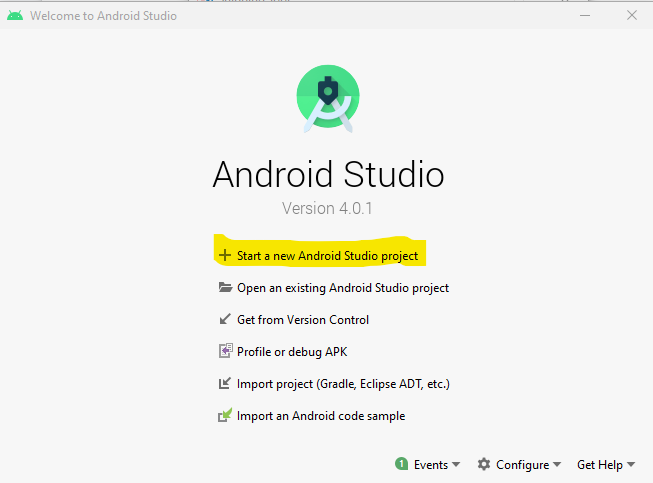 Welcome to Android Studio
Android Studio
Version 4.0.1
Start a new Android Studio project
Open an existing Android Studio project
Get from Version Control
Profile or debug APK
Import project (Gradle, Eclipse ADT, etc.)
Import an Android code sample
1 Events Configure Get Help